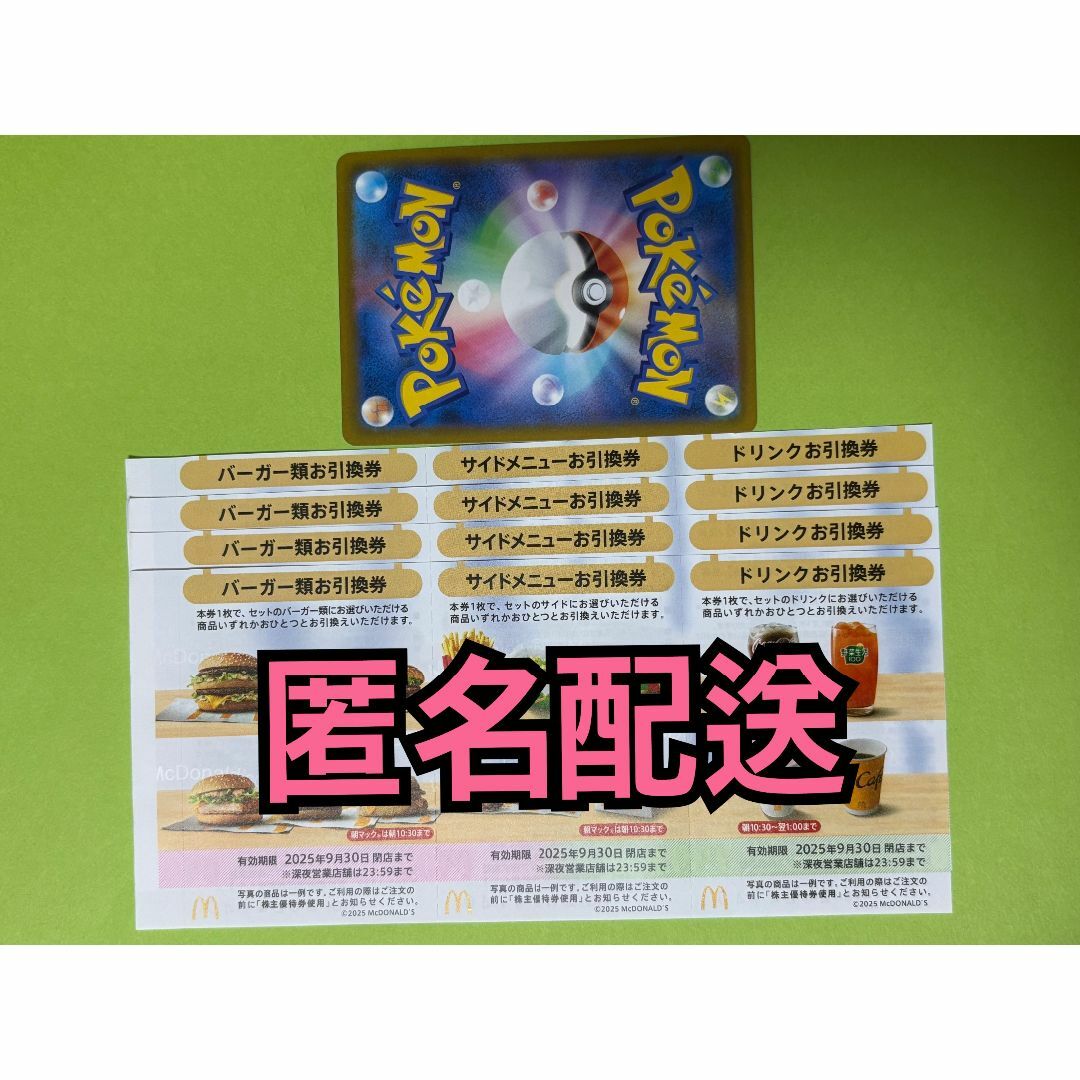 POKéMON
POKéMON
バーガー類お引換券
サイドメニューお引換券
ドリンクお引換券
バーガー類お引換券
サイドメニューお引換券
ドリンクお引換券
バーガー類お引換券
サイドメニューお引換券
ドリンクお引換券
バーガー類お引換券
本券1枚で、セットのバーガー類にお選びいただける
商品いずれかおひとつとお引換えいただけます。
サイドメニューお引換券
本券1枚で、セットのサイドにお選びいただける
商品いずれかおひとつとお引換えいただけます。
ドリンクお引換券
本券1枚で、セットのドリンクにお選びいただける
商品いずれかおひとつとお引換えいただけます。
匿名配送
朝マック®は朝10:30まで
有効期限 2025年9月30日 閉店まで
※深夜営業店舗は23:59まで
写真の商品は一例です。ご利用の際はご注文の
前に「株主優待券使用」とお知らせください。
©2025 McDONALD'S
朝マック®は朝10:30まで
有効期限 2025年9月30日 閉店まで
※深夜営業店舗は23:59まで
写真の商品は一例です。ご利用の際はご注文の
前に「株主優待券使用」とお知らせください。
©2025 McDONALD'S
朝10:30～翌1:00まで
有効期限 2025年9月30日 閉店まで
※深夜営業店舗は23:59まで
写真の商品は一例です。ご利用の際はご注文の
前に「株主優待券使用」とお知らせください。
©2025 McDONALD'S